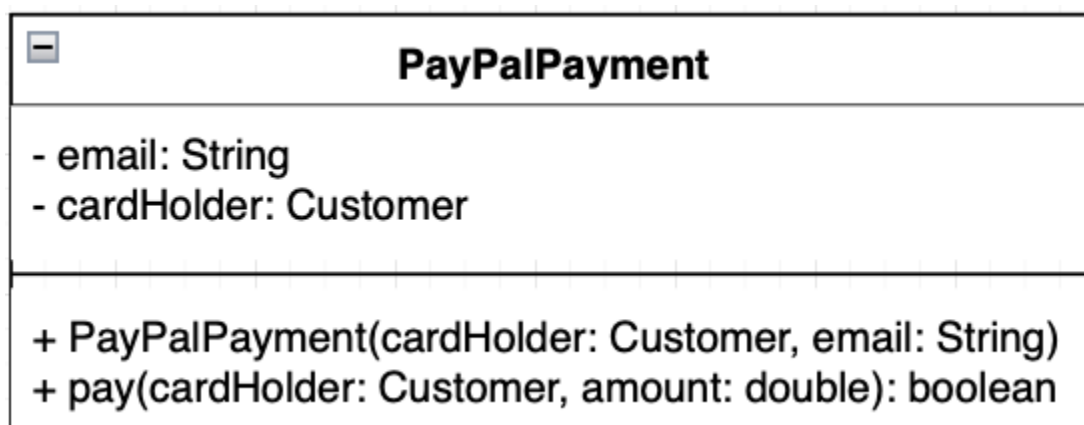 PayPalPayment
- email: String
- cardHolder: Customer
+ PayPalPayment(cardHolder: Customer, email: String)
+ pay(cardHolder: Customer, amount: double): boolean